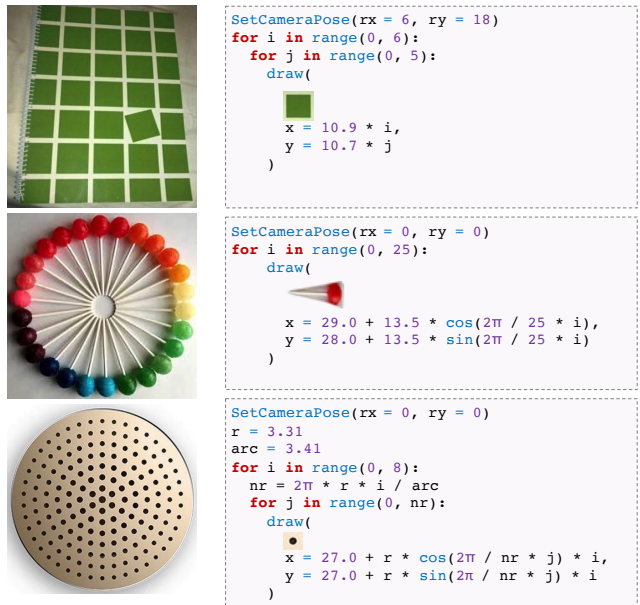 SetCameraPose(rx = 6, ry = 18)
for i in range(0, 6):
for j in range(0, 5):
draw(
x = 10.9 * i,
y = 10.7 * j
)
SetCameraPose(rx = 0, ry = 0)
for i in range(0, 25):
draw(
x = 29.0 + 13.5 * cos(2π / 25 * i),
y = 28.0 + 13.5 * sin(2π / 25 * i)
)
SetCameraPose(rx = 0, ry = 0)
r = 3.31
arc = 3.41
for i in range(0, 8):
nr = 2π * r * i / arc
for j in range(0, nr):
draw(
x = 27.0 + r * cos(2π / nr * j) * i,
y = 27.0 + r * sin(2π / nr * j) * i
)